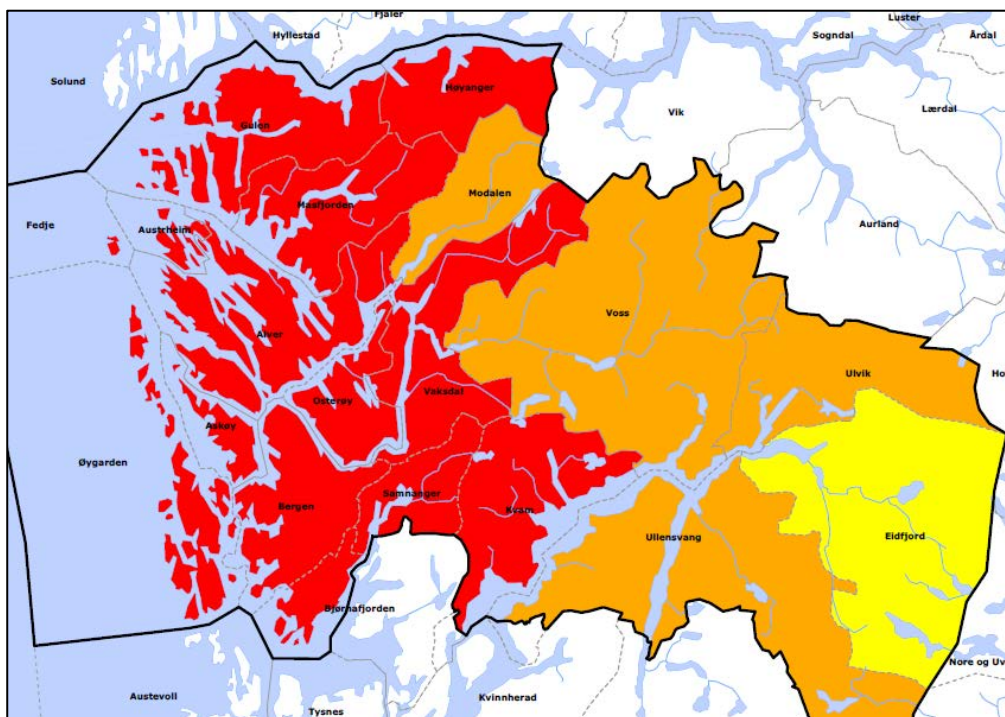 Fjaler
Luster
Hyllestad
Sogndal
Årdal
Solund
Høyanger
Lærdal
Vik
Gulen
Modalen
Masfjorden
Fedje
Austrheim
Aurland
Voss
Alver
Ulvik
Ho
Vaksdal
Osterøy
Askøy
Øygarden
Samnanger
Bergen
Kvam
Ullensvang
Eidfjord
Bjørnafjorden
Nore og Uv
Austevoll
Kvinnherad
Tysnes